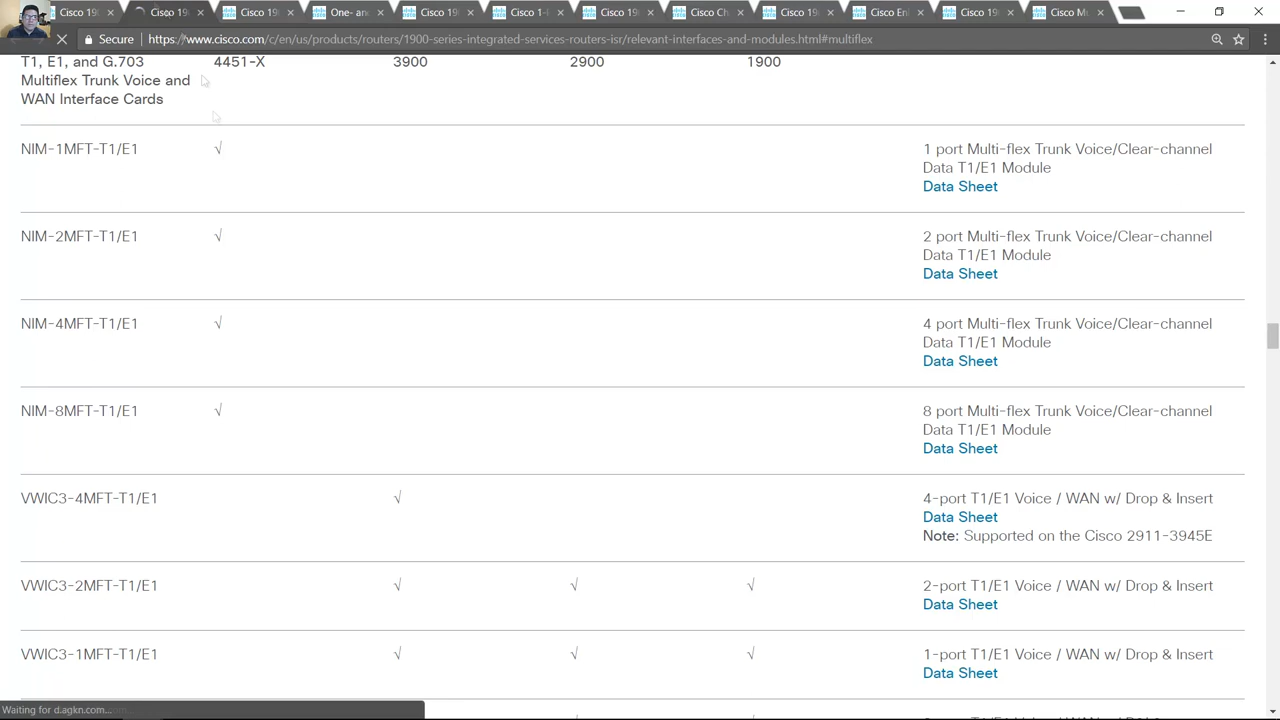 Cisco 19
Cisco 19
Cisco 19
One- an
Cisco 19
Cisco 1-
Cisco 19
Cisco Ch
Cisco 19
Cisco En
Cisco 19
Cisco M
Secure https://www.cisco.com/c/en/us/products/routers/1900-series-integrated-services-routers-isr/relevant-interfaces-and-modules.html#multiflex
T1, E1, and G.703 4451-X 3900 2900 1900
Multiflex Trunk Voice and
WAN Interface Cards
NIM-1MFT-T1/E1 √ 1 port Multi-flex Trunk Voice/Clear-channel
Data T1/E1 Module
Data Sheet
NIM-2MFT-T1/E1 √ 2 port Multi-flex Trunk Voice/Clear-channel
Data T1/E1 Module
Data Sheet
NIM-4MFT-T1/E1 √ 4 port Multi-flex Trunk Voice/Clear-channel
Data T1/E1 Module
Data Sheet
NIM-8MFT-T1/E1 √ 8 port Multi-flex Trunk Voice/Clear-channel
Data T1/E1 Module
Data Sheet
VWIC3-4MFT-T1/E1 √ 4-port T1/E1 Voice / WAN w/ Drop & Insert
Data Sheet
Note: Supported on the Cisco 2911-3945E
VWIC3-2MFT-T1/E1 √ √ √ 2-port T1/E1 Voice / WAN w/ Drop & Insert
Data Sheet
VWIC3-1MFT-T1/E1 √ √ √ 1-port T1/E1 Voice / WAN w/ Drop & Insert
Data Sheet
Waiting for d.agkn.com...